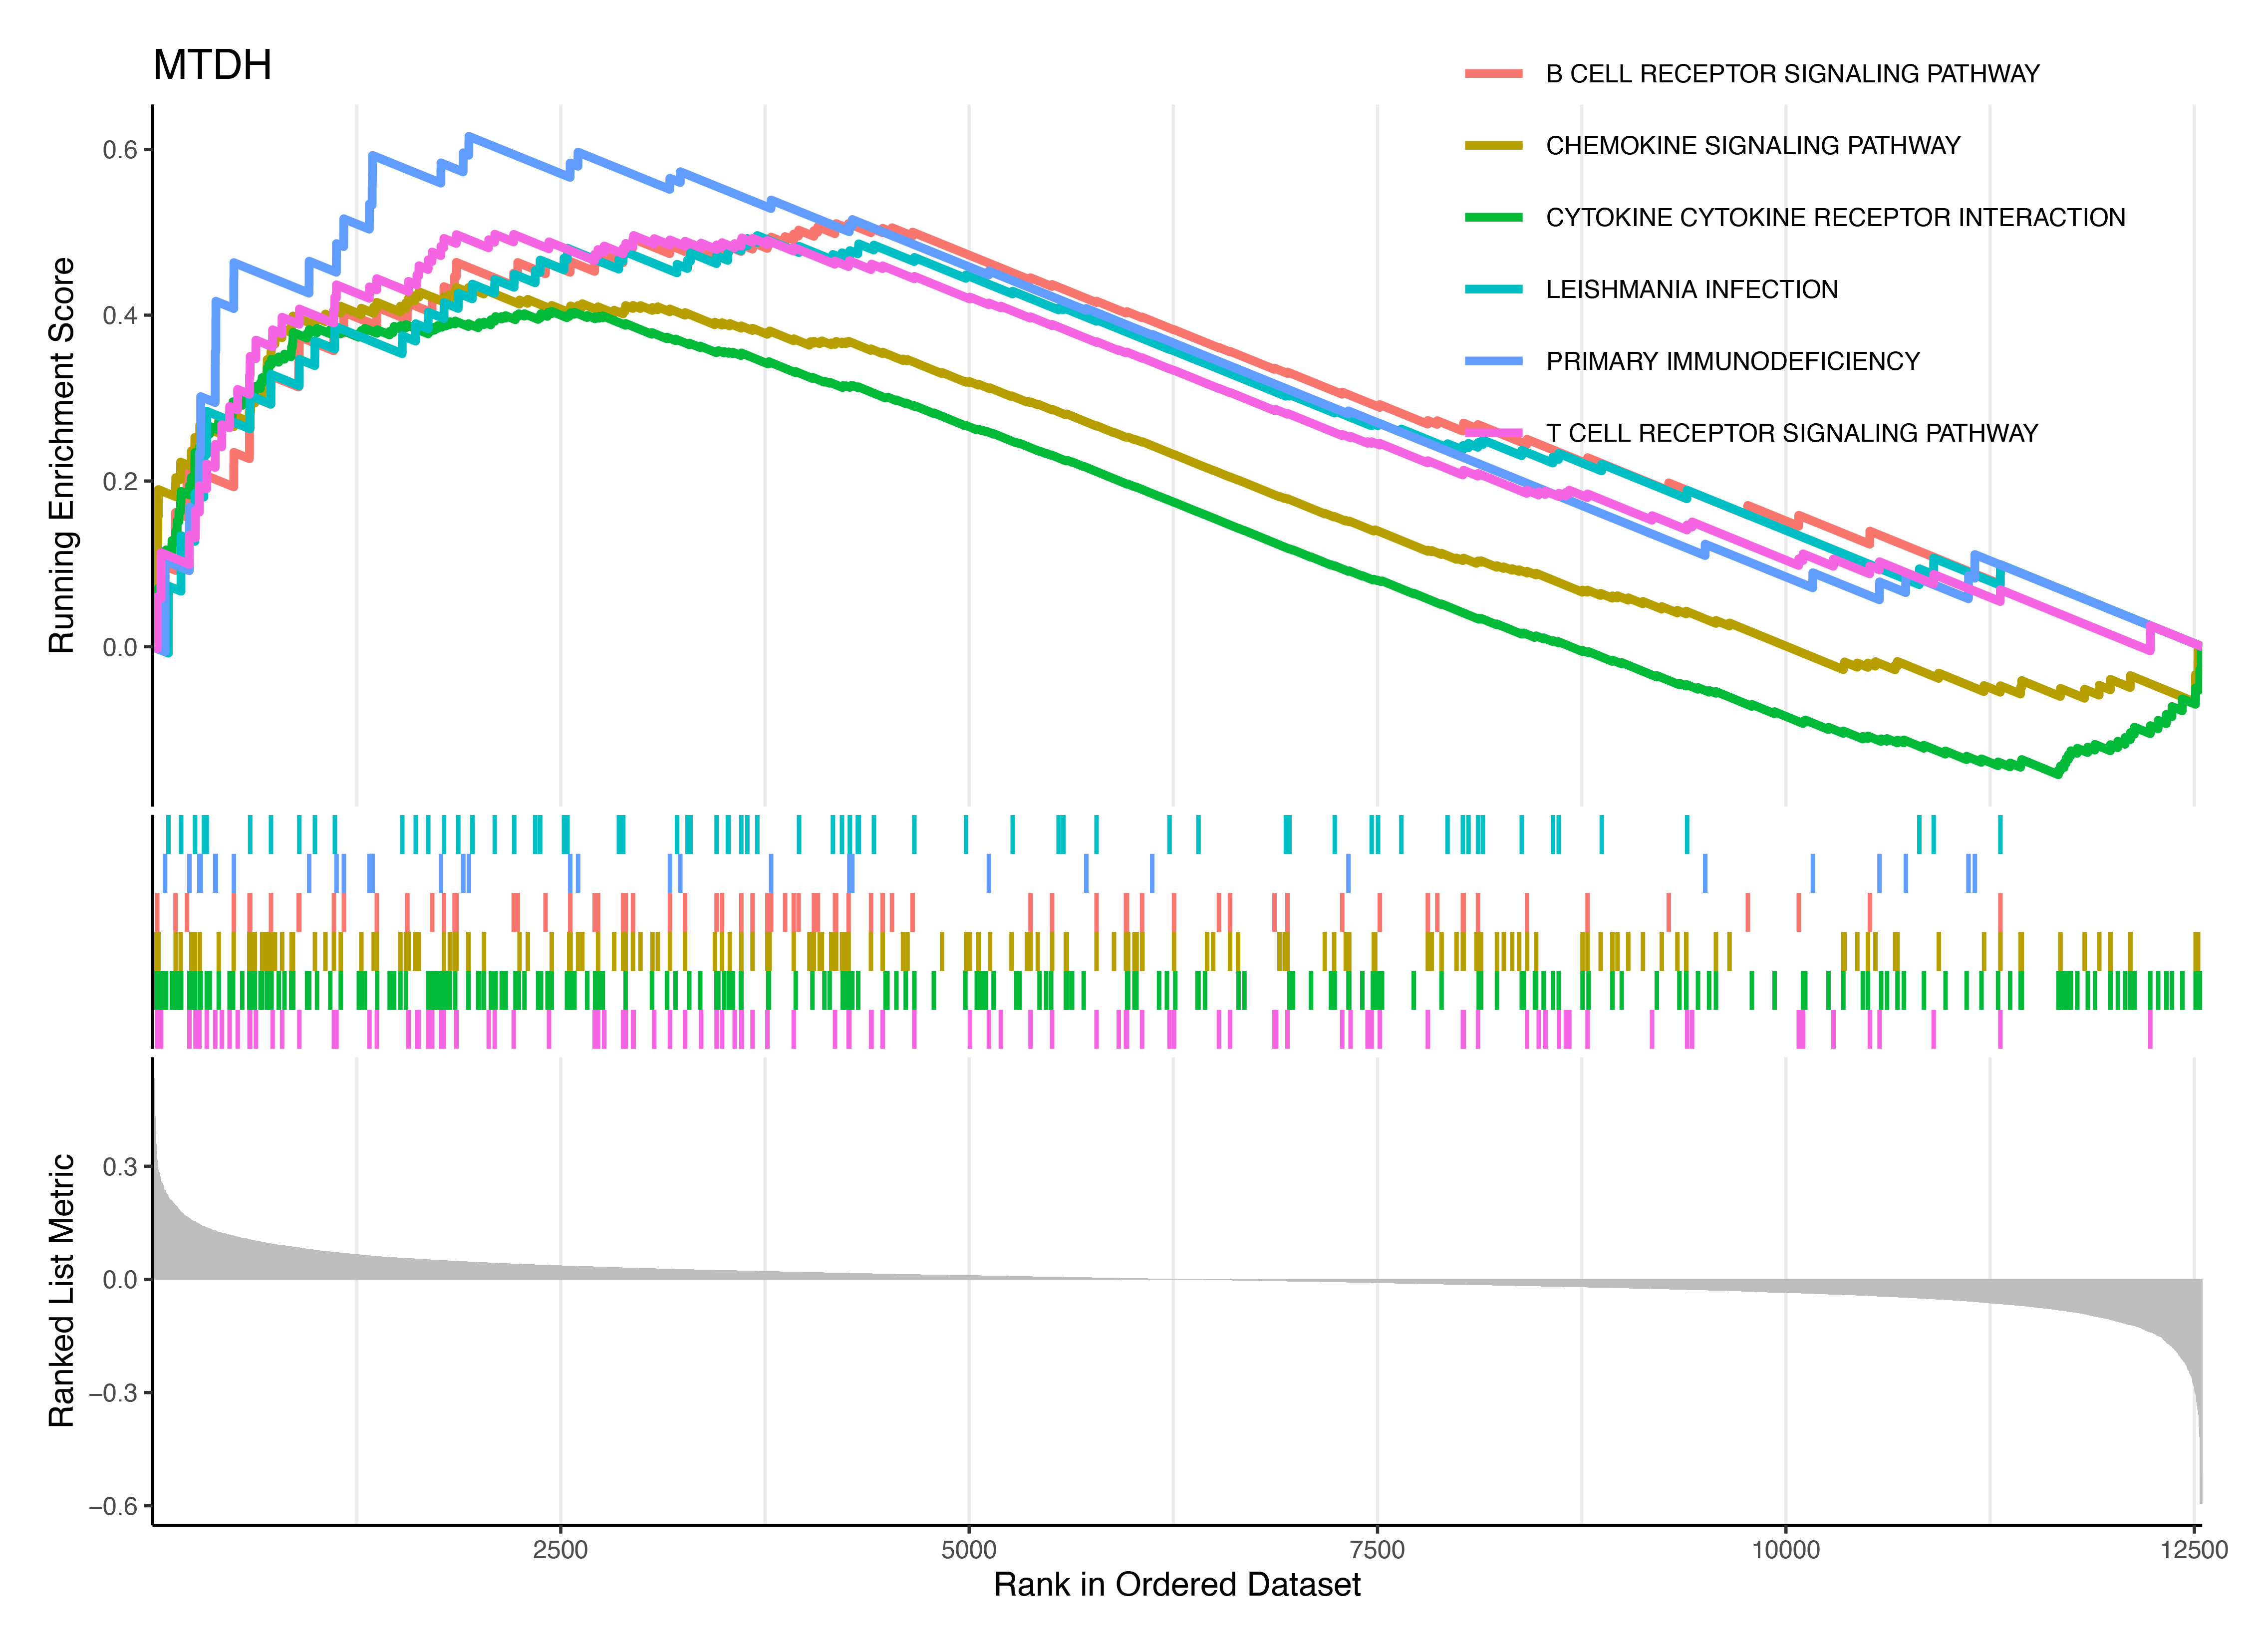 MTDH
B CELL RECEPTOR SIGNALING PATHWAY
CHEMOKINE SIGNALING PATHWAY
CYTOKINE CYTOKINE RECEPTOR INTERACTION
LEISHMANIA INFECTION
PRIMARY IMMUNODEFICIENCY
T CELL RECEPTOR SIGNALING PATHWAY
Running Enrichment Score
0.6
0.4
0.2
0.0
Ranked List Metric
0.3
0.0
−0.3
−0.6
2500 5000 7500 10000 12500
Rank in Ordered Dataset